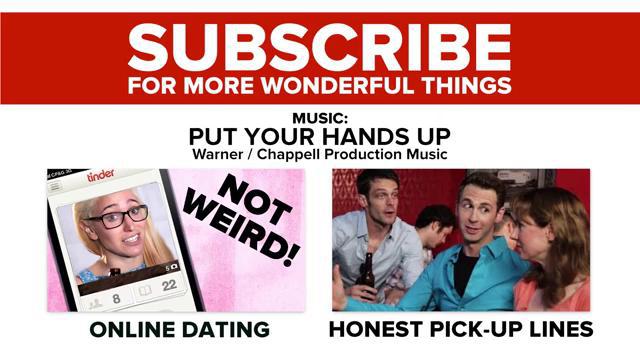 SUBSCRIBE
FOR MORE WONDERFUL THINGS
MUSIC:
PUT YOUR HANDS UP
Warner / Chappell Production Music
tinder
NOT
WEIRD!
8
22
5
ONLINE DATING
HONEST PICK-UP LINES